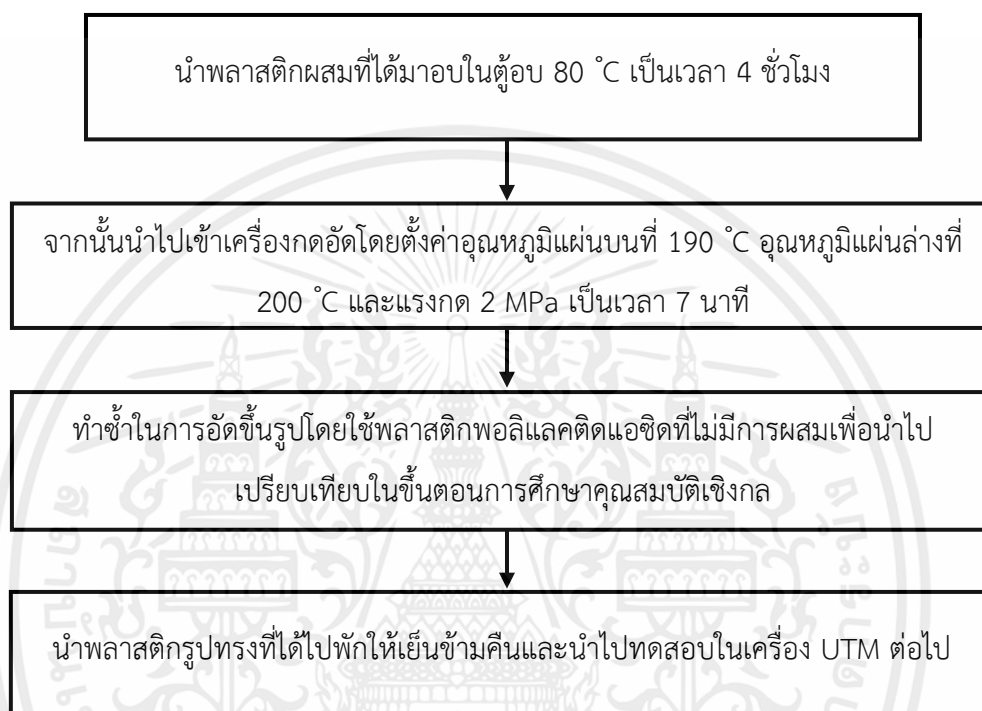 นำพลาสติกผสมที่ได้มาอบในตู้อบ 80 ˚C เป็นเวลา 4 ชั่วโมง
จากนั้นนำไปเข้าเครื่องกดอัดโดยตั้งค่าอุณหภูมิแผ่นบนที่ 190 ˚C อุณหภูมิแผ่นล่างที่
200 ˚C และแรงกด 2 MPa เป็นเวลา 7 นาที
ทำซ้ำในการอัดขึ้นรูปโดยใช้พลาสติกพอลิแลคติดแอซิดที่ไม่มีการผสมเพื่อนำไป
เปรียบเทียบในขึ้นตอนการศึกษาคุณสมบัติเชิงกล
นำพลาสติกรูปทรงที่ได้ไปพักให้เย็นข้ามคืนและนำไปทดสอบในเครื่อง UTM ต่อไป